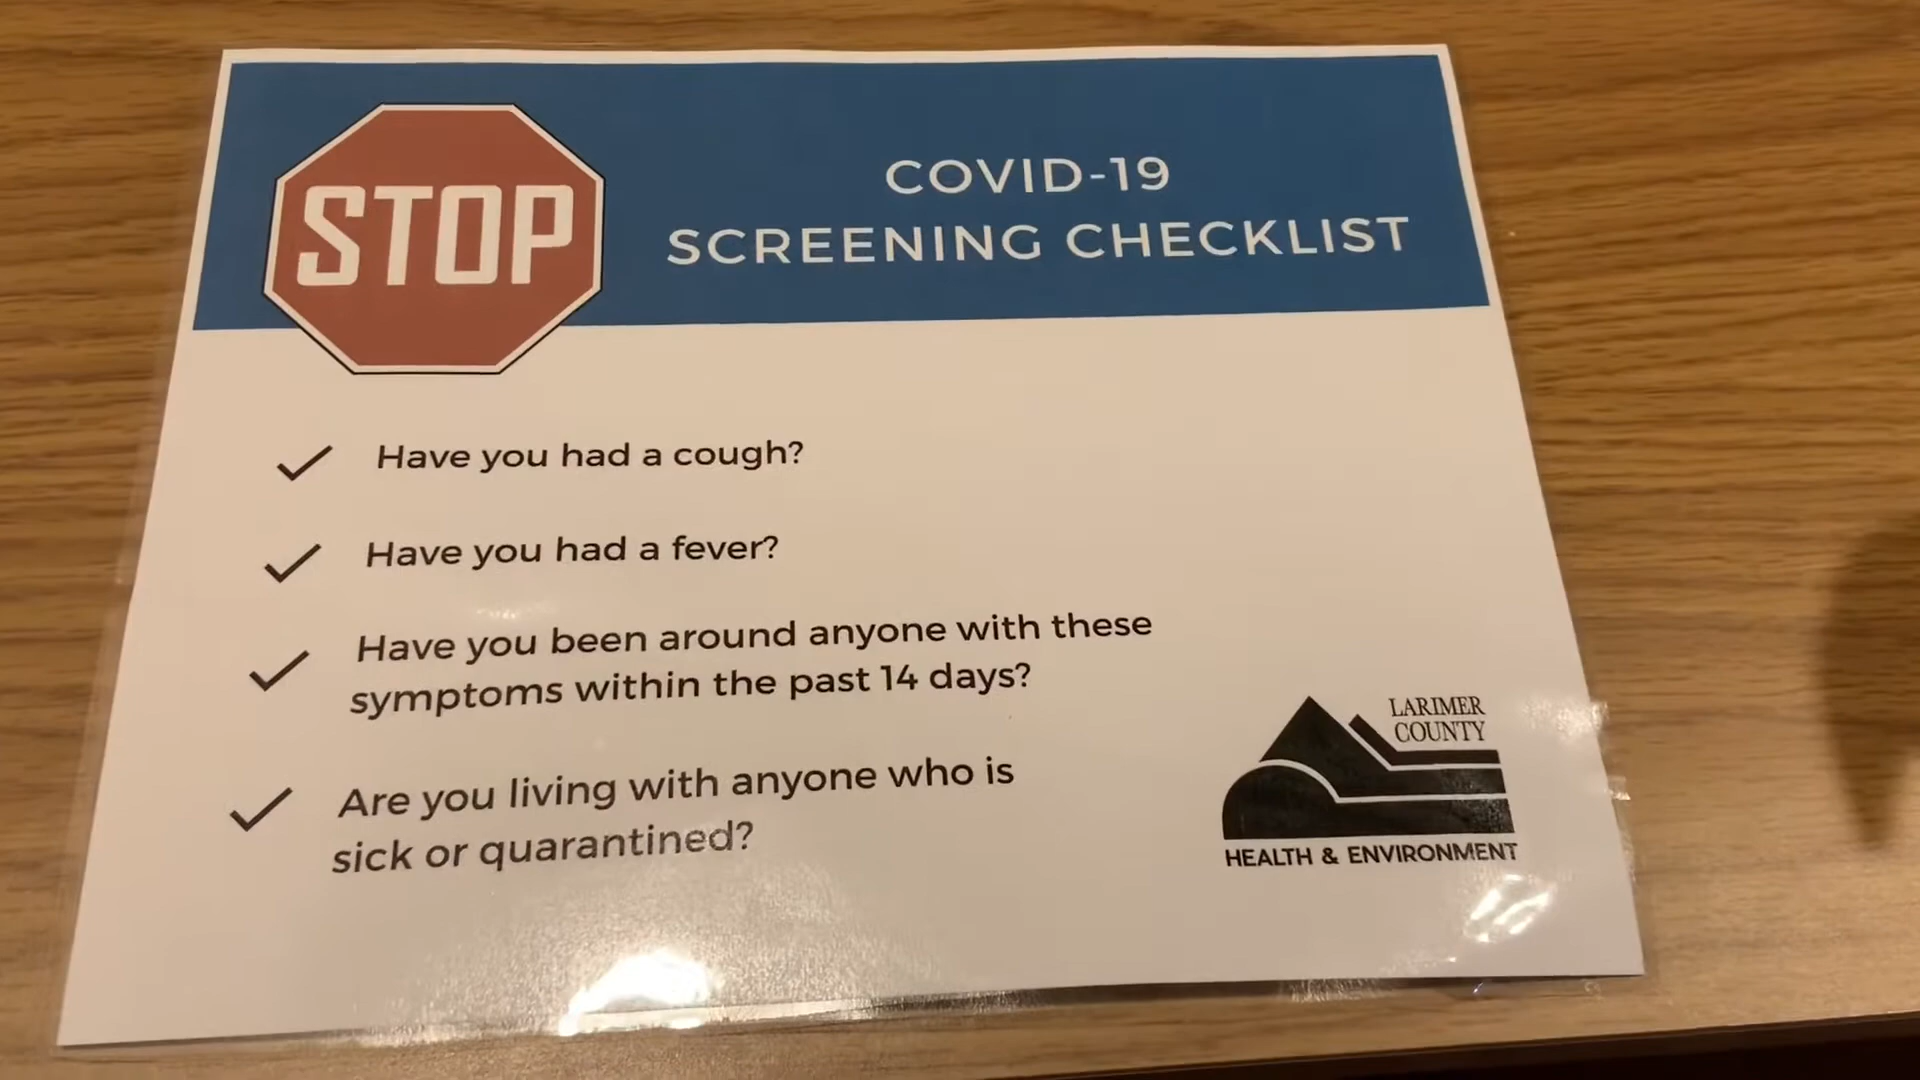 STOP
COVID-19
SCREENING CHECKLIST
Have you had a cough?
Have you had a fever?
Have you been around anyone with these
symptoms within the past 14 days?
Are you living with anyone who is
sick or quarantined?
LARIMER
COUNTY
HEALTH & ENVIRONMENT